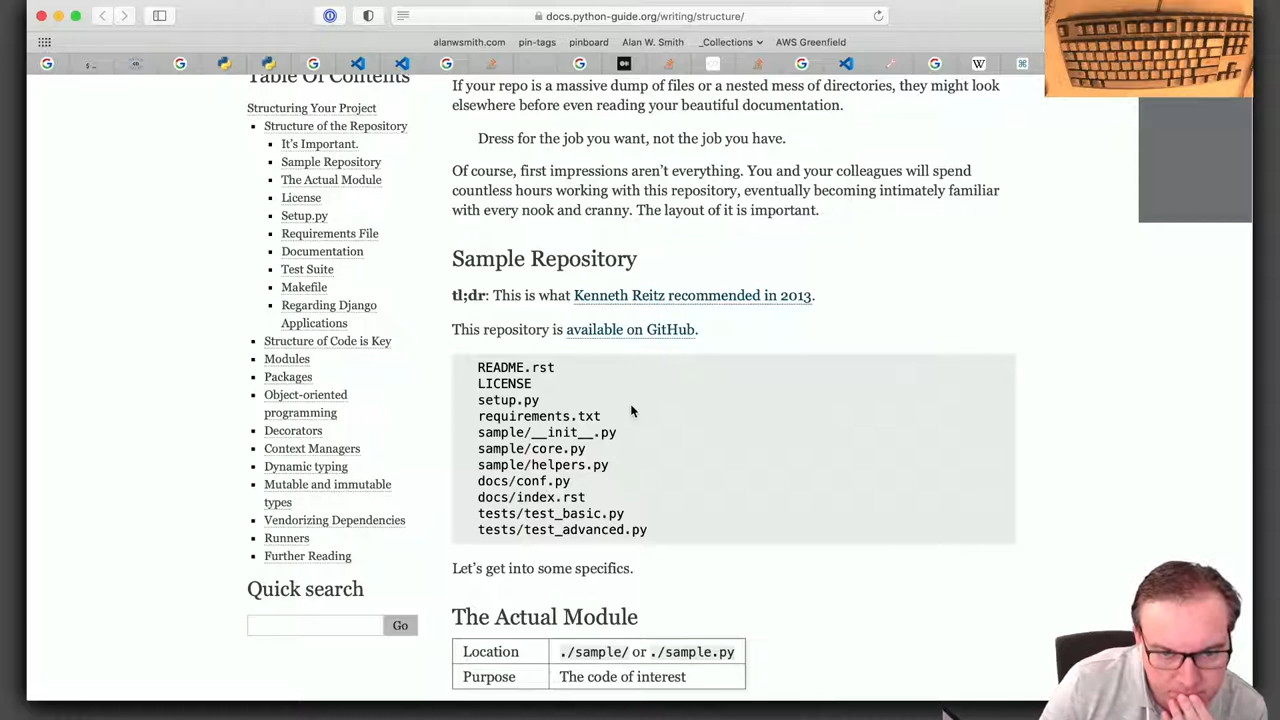 docs.python-guide.org/writing/structure/
alanwsmith.com pin-tags pinboard Alan W. Smith _Collections AWS Greenfield
Table Of Contents
Structuring Your Project
Structure of the Repository
It's Important.
Sample Repository
The Actual Module
License
Setup.py
Requirements File
Documentation
Test Suite
Makefile
Regarding Django
Applications
Structure of Code is Key
Modules
Packages
Object-oriented
programming
Decorators
Context Managers
Dynamic typing
Mutable and immutable
types
Vendorizing Dependencies
Runners
Further Reading
Quick search
Go
If your repo is a massive dump of files or a nested mess of directories, they might look
elsewhere before even reading your beautiful documentation.
Dress for the job you want, not the job you have.
Of course, first impressions aren't everything. You and your colleagues will spend
countless hours working with this repository, eventually becoming intimately familiar
with every nook and cranny. The layout of it is important.
Sample Repository
tl;dr: This is what Kenneth Reitz recommended in 2013.
This repository is available on GitHub.
README.rst
LICENSE
setup.py
requirements.txt
sample/__init__.py
sample/core.py
sample/helpers.py
docs/conf.py
docs/index.rst
tests/test_basic.py
tests/test_advanced.py
Let's get into some specifics.
The Actual Module
Location ./sample/ or ./sample.py
Purpose The code of interest